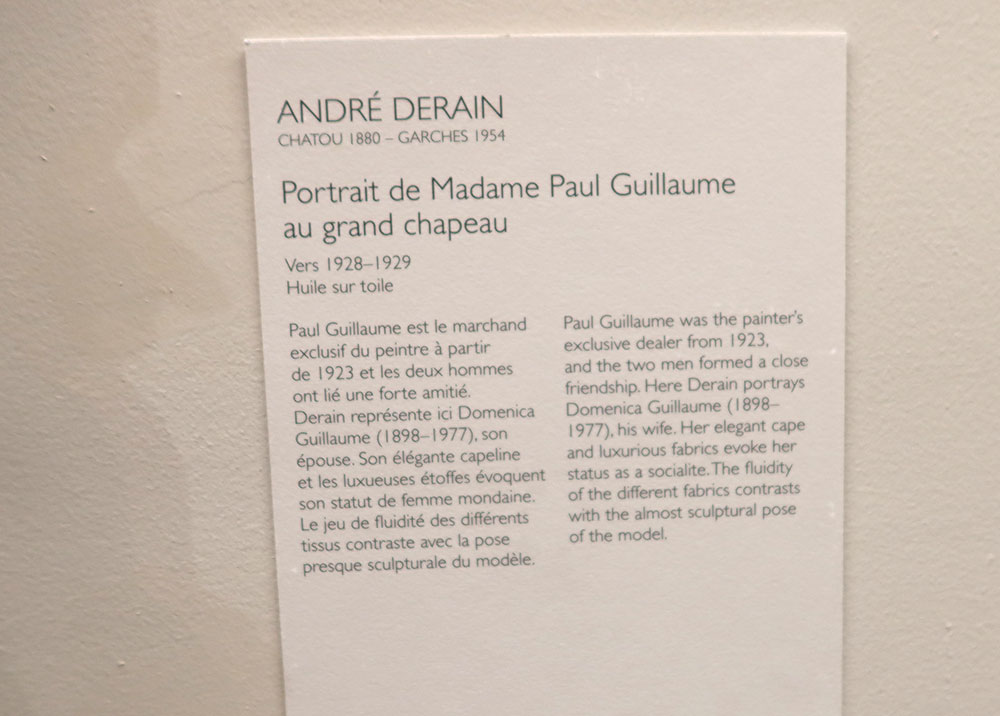 ANDRÉ DERAIN
CHATOU 1880 – GARCHES 1954
Portrait de Madame Paul Guillaume
au grand chapeau
Vers 1928–1929
Huile sur toile
Paul Guillaume est le marchand
exclusif du peintre à partir
de 1923 et les deux hommes
ont lié une forte amitié.
Derain représente ici Domenica
Guillaume (1898–1977), son
épouse. Son élégante capeline
et les luxueuses étoffes évoquent
son statut de femme mondaine.
Le jeu de fluidité des différents
tissus contraste avec la pose
presque sculpturale du modèle.
Paul Guillaume was the painter's
exclusive dealer from 1923,
and the two men formed a close
friendship. Here Derain portrays
Domenica Guillaume (1898–
1977), his wife. Her elegant cape
and luxurious fabrics evoke her
status as a socialite. The fluidity
of the different fabrics contrasts
with the almost sculptural pose
of the model.